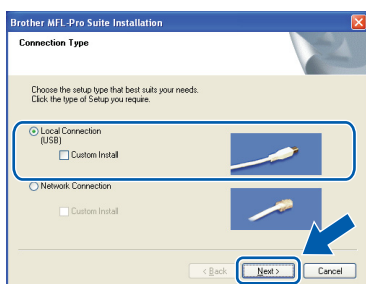 Brother MFL-Pro Suite Installation
Connection Type
Choose the setup type that best suits your needs.
Click the type of Setup you require.
Local Connection
(USB)
Custom Install
Network Connection
Custom Install
< Back
Next >
Cancel